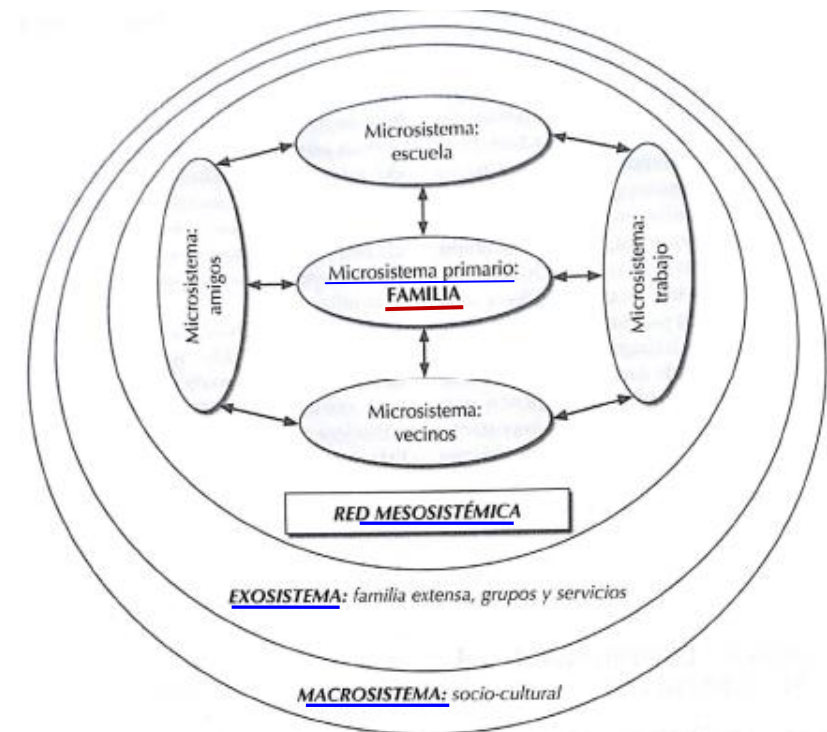 Microsistema:
escuela
Microsistema:
amigos
Microsistema primario:
FAMILIA
Microsistema:
trabajo
Microsistema:
vecinos
RED MESOSISTÉMICA
EXOSISTEMA: familia extensa, grupos y servicios
MACROSISTEMA: socio-cultural